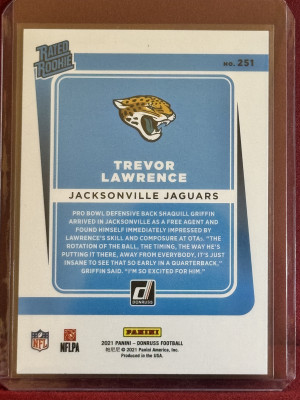 RATED
ROOKIE
NO. 251
TREVOR
LAWRENCE
JACKSONVILLE JAGUARS
PRO BOWL DEFENSIVE BACK SHAQUILL GRIFFIN
ARRIVED IN JACKSONVILLE AS A FREE AGENT AND
FOUND HIMSELF IMMEDIATELY IMPRESSED BY
LAWRENCE'S SKILL AND COMPOSURE AT OTAs. "THE
ROTATION OF THE BALL, THE TIMING, THE WAY HE'S
PUTTING IT THERE, AWAY FROM EVERYBODY, IT'S JUST
INSANE TO SEE THAT SO EARLY IN A QUARTERBACK,"
GRIFFIN SAID. "I'M SO EXCITED FOR HIM."
D
DONRUSS
NFL
NFLPA
PANINI
2021 PANINI – DONRUSS FOOTBALL
帕尼尼 © 2021 Panini America, Inc.
Produced in the USA.